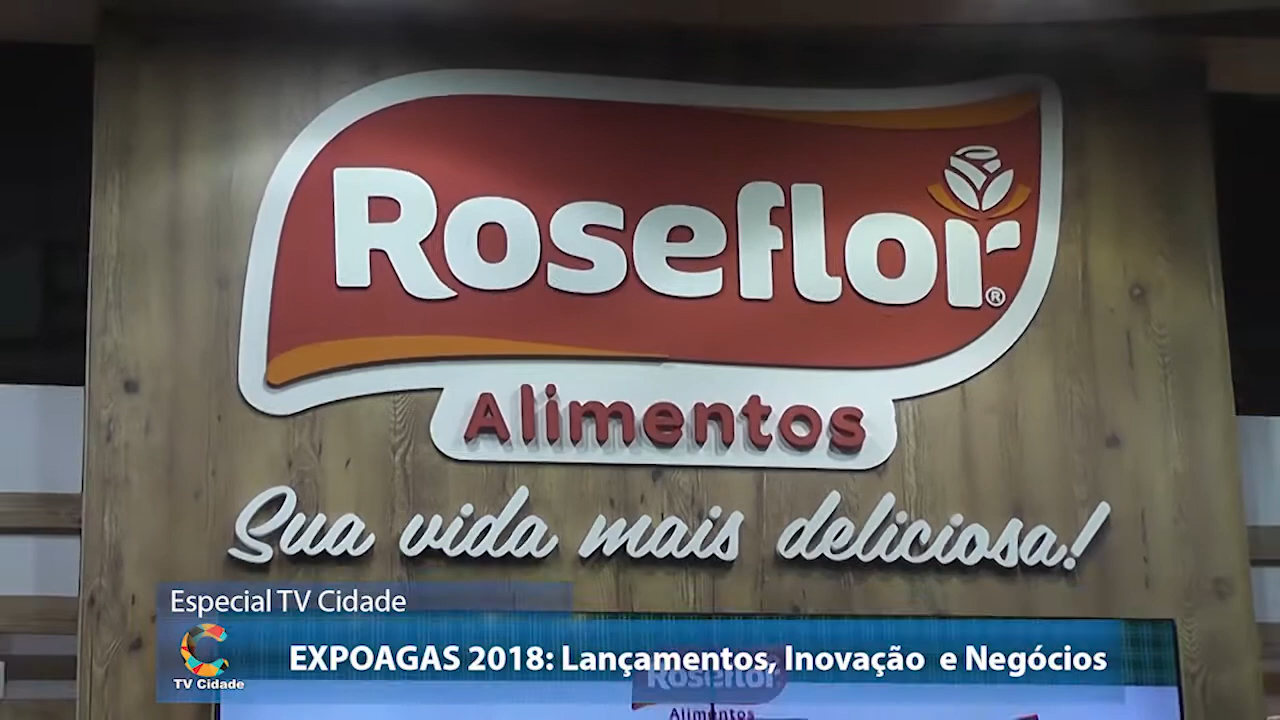 Roseflor®
Alimentos
Sua vida mais deliciosa!
Especial TV Cidade
EXPOAGAS 2018: Lançamentos, Inovação e Negócios
TV Cidade
Roseflor
Alimentos